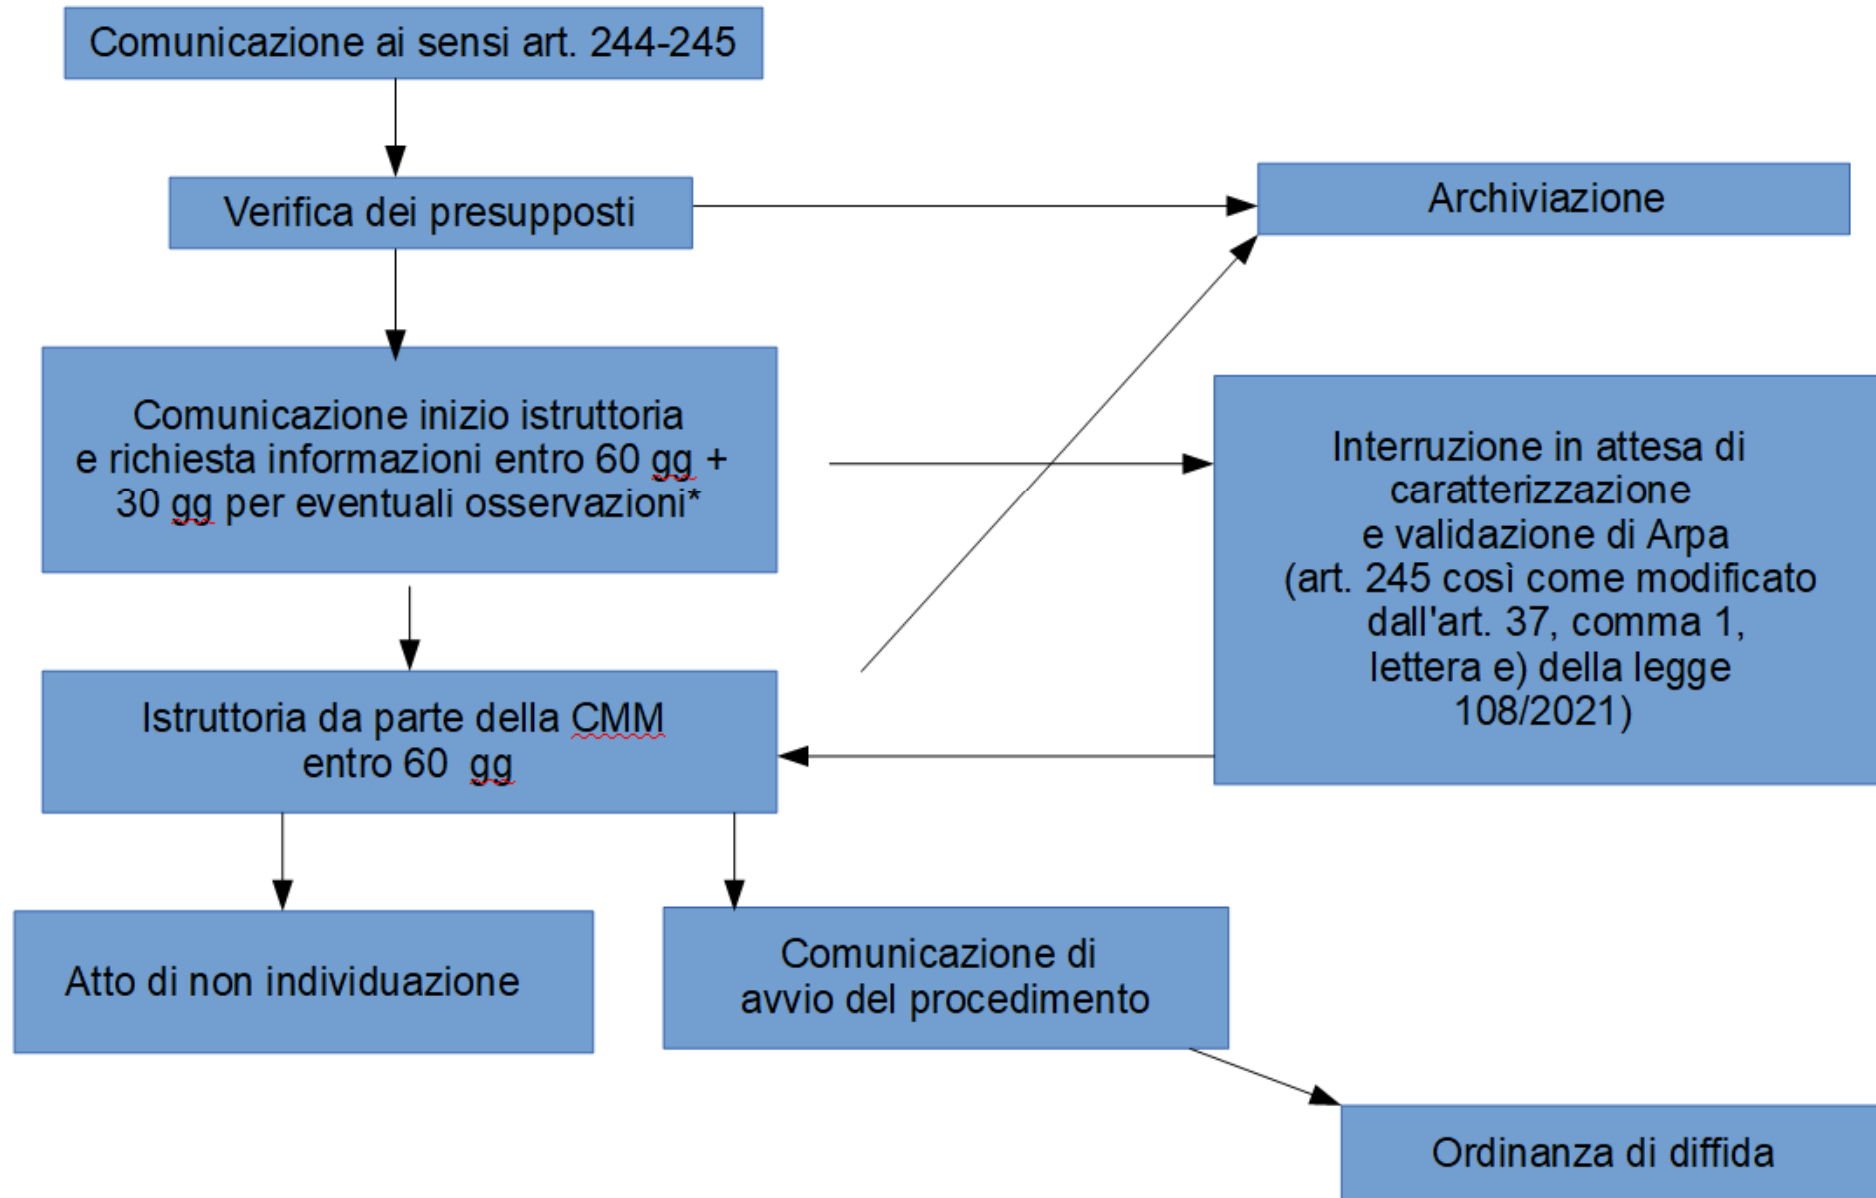 Comunicazione ai sensi art. 244-245
Verifica dei presupposti
Archiviazione
Comunicazione inizio istruttoria
e richiesta informazioni entro 60 gg +
30 gg per eventuali osservazioni*
Interruzione in attesa di
caratterizzazione
e validazione di Arpa
(art. 245 così come modificato
dall'art. 37, comma 1,
lettera e) della legge
108/2021)
Istruttoria da parte della CMM
entro 60 gg
Atto di non individuazione
Comunicazione di
avvio del procedimento
Ordinanza di diffida